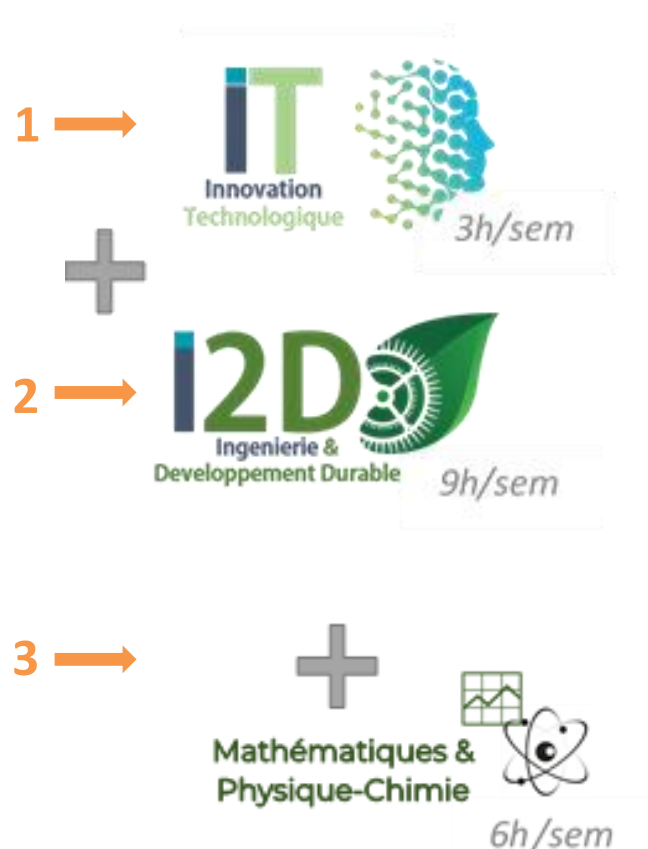 1
IT
Innovation
Technologique
3h/sem
2
I2D
Ingenierie &
Developpement Durable
9h/sem
3
Mathématiques &
Physique-Chimie
6h/sem